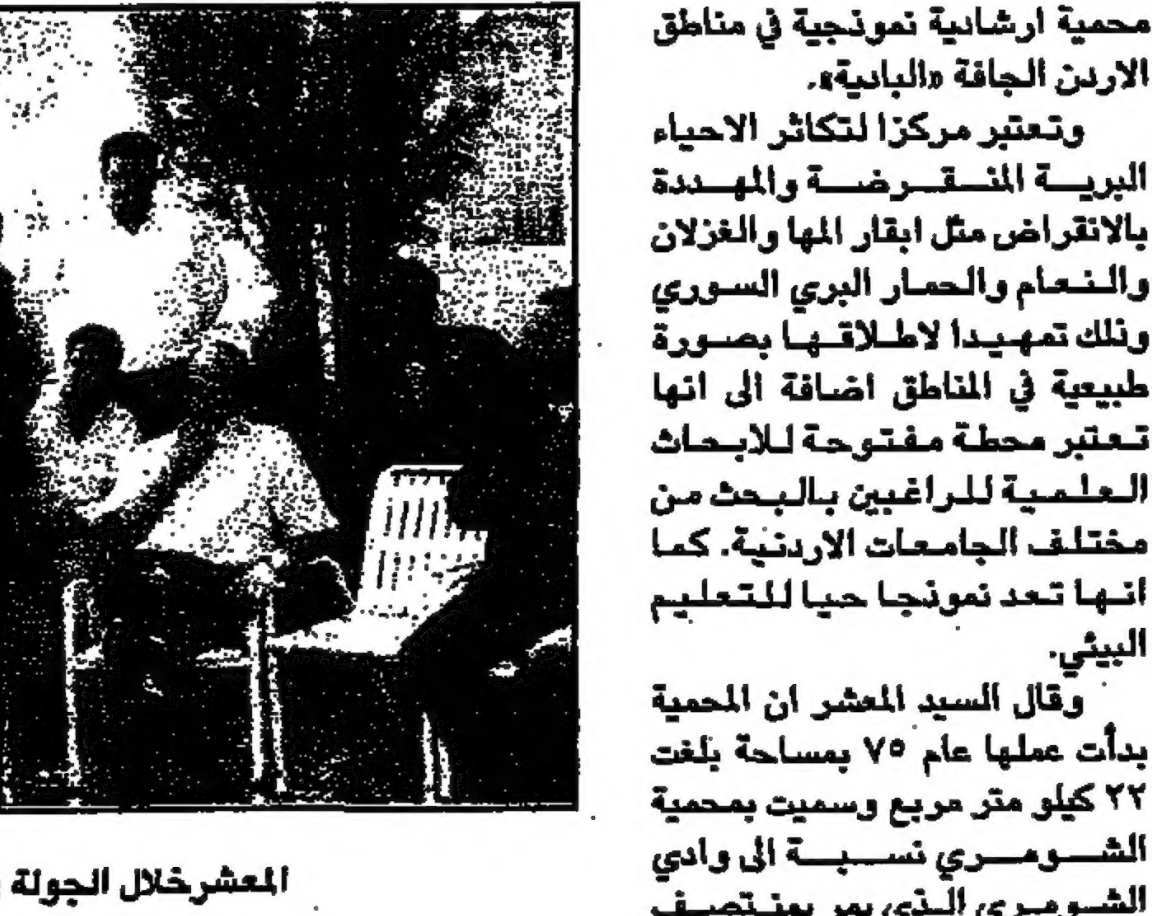 محمية ارشادية نموذجية في مناطق
الاردن الجافة «البادية».
وتعتبر مركزا لتكاثر الاحياء
البرية المنقرضة والمهددة
بالانقراض مثل ابقار المها والغزلان
والنعام والحمار البري السوري
وذلك تمهيدا لاطلاقها بصورة
طبيعية في المناطق اضافة الى انها
تعتبر محطة مفتوحة للابحاث
العلمية للراغبين بالبحث من
مختلف الجامعات الاردنية. كما
انها تعد نموذجا حيا للتعليم
البيئي.
وقال السيد المعشر ان المحمية
بدأت عملها عام ٧٥ بمساحة بلغت
٢٢ كيلو متر مربع وسميت بمحمية
الشومري نسبة الى وادي
الشومري الذي يمر بمنتصف
المعشر خلال الجولة